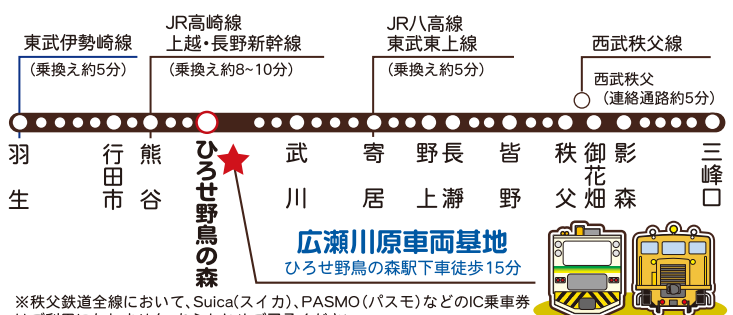 東武伊勢崎線
（乗換え約5分）
JR高崎線
上越・長野新幹線
（乗換え約8~10分）
JR八高線
東武東上線
（乗換え約5分）
西武秩父線
西武秩父
（連絡通路約5分）
羽生
行田市
熊谷
ひろせ野鳥の森
武川
寄居
野上
長瀞
皆野
秩父
御花畑
影森
三峰口
広瀬川原車両基地
ひろせ野鳥の森駅下車徒歩15分
※秩父鉄道全線において、Suica(スイカ)、PASMO（パスモ）などのIC乗車券